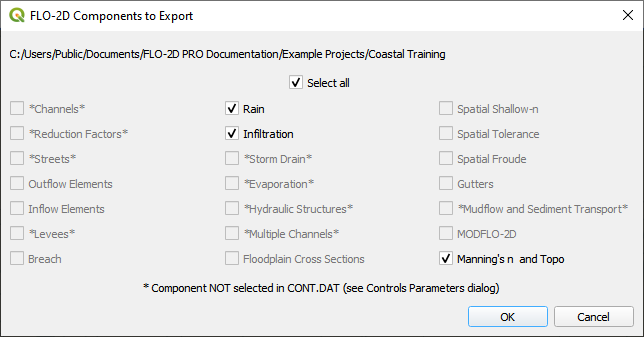 FLO-2D Components to Export
C:/Users/Public/Documents/FLO-2D PRO Documentation/Example Projects/Coastal Training
Select all
*Channels* Rain Spatial Shallow-n
*Reduction Factors* Infiltration Spatial Tolerance
*Streets* *Storm Drain* Spatial Froude
Outflow Elements *Evaporation* Gutters
Inflow Elements *Hydraulic Structures* *Mudflow and Sediment Transport*
*Levees* *Multiple Channels* MODFLO-2D
Breach Floodplain Cross Sections Manning's n and Topo
* Component NOT selected in CONT.DAT (see Controls Parameters dialog)
OK Cancel